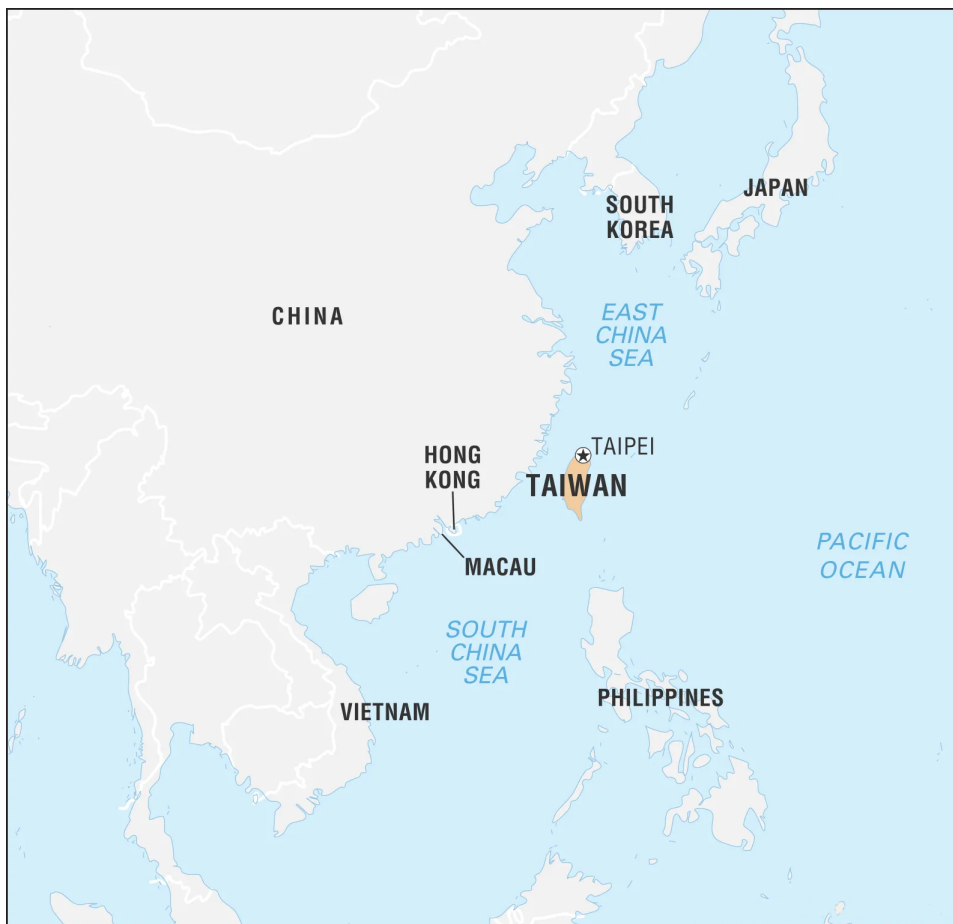 JAPAN
SOUTH
KOREA
CHINA
EAST
CHINA
SEA
TAIPEI
HONG
KONG
TAIWAN
PACIFIC
OCEAN
MACAU
SOUTH
CHINA
SEA
PHILIPPINES
VIETNAM